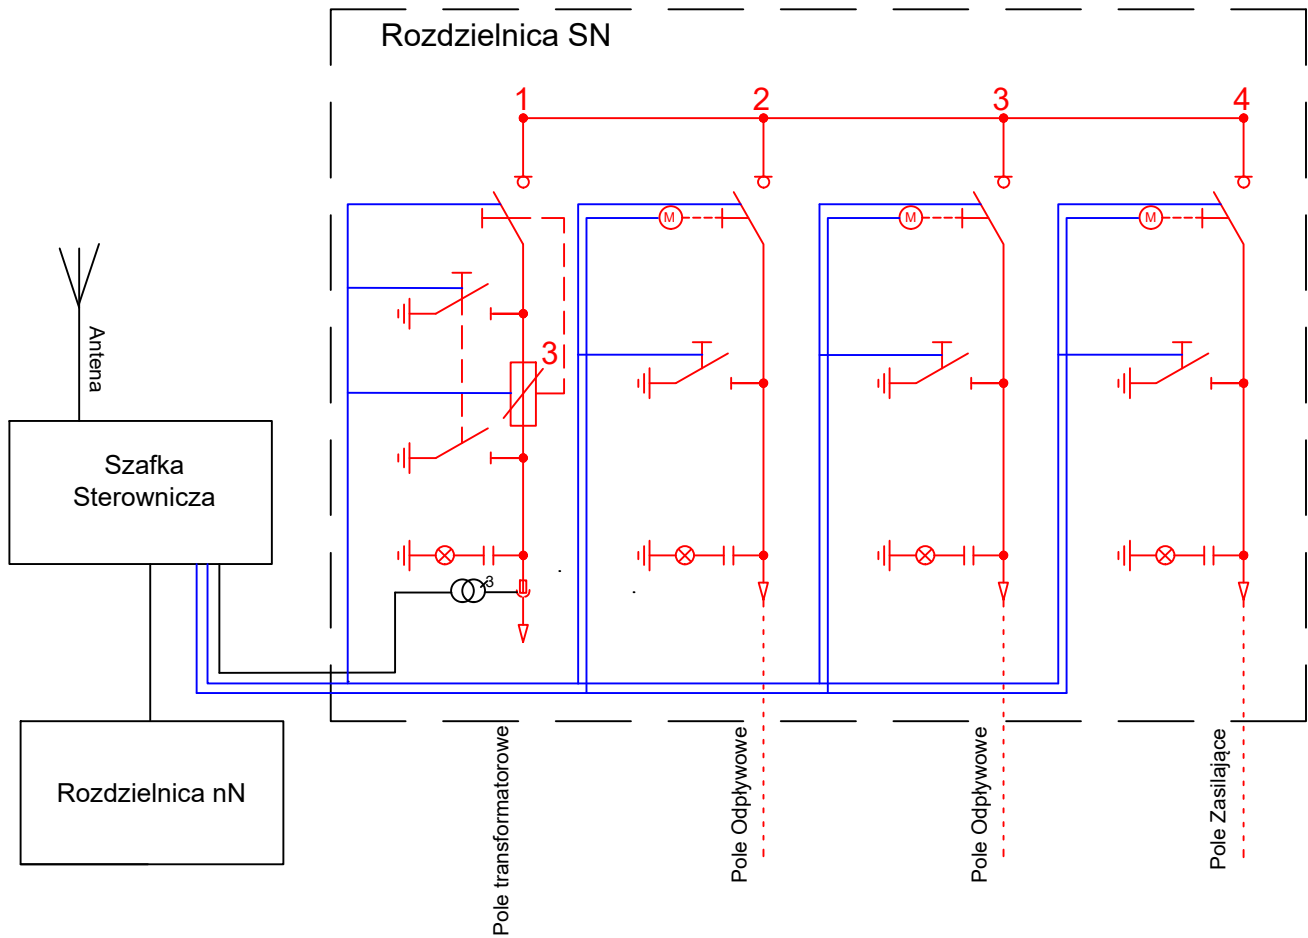 Rozdzielnica SN
1
2
3
4
M
M
M
3
Antena
Szafka
Sterownicza
3
Rozdzielnica nN
Pole transformatorowe
Pole Odpływowe
Pole Odpływowe
Pole Zasilające